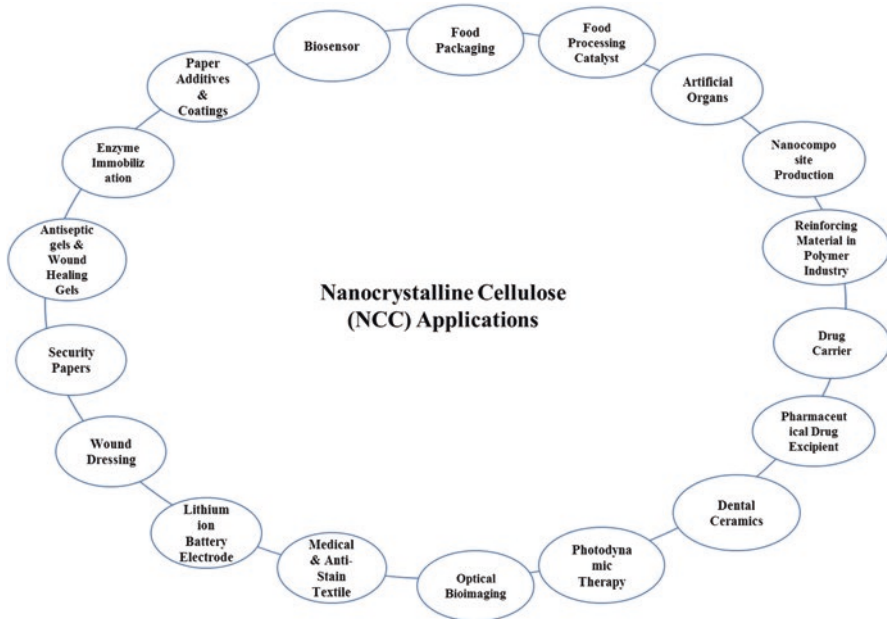 Food
Packaging
Food
Processing
Catalyst
Artificial
Organs
Nanocompo
site
Production
Reinforcing
Material in
Polymer
Industry
Drug
Carrier
Pharmaceut
ical Drug
Excipient
Dental
Ceramics
Photodyna
mic
Therapy
Optical
Bioimaging
Medical
& Anti-
Stain
Textile
Lithium
ion
Battery
Electrode
Wound
Dressing
Security
Papers
Antiseptic
gels &
Wound
Healing
Gels
Enzyme
Immobiliz
ation
Paper
Additives
&
Coatings
Biosensor
Nanocrystalline Cellulose
(NCC) Applications